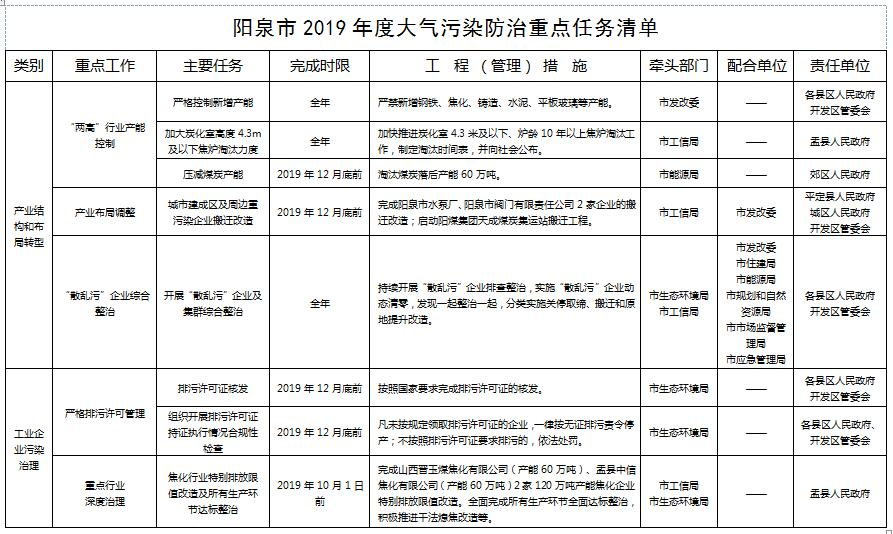 阳泉市 2019 年度大气污染防治重点任务清单
类别 重点工作 主要任务 完成时限 工 程 （管理） 措 施 牵头部门 配合单位 责任单位
产业结
构和布
局转型
“两高”行业产能
控制
严格控制新增产能 全年 严禁新增钢铁、焦化、铸造、水泥、平板玻璃等产能。 市发改委 ——
各县区人民政府
开发区管委会
加大炭化室高度 4.3m
及以下焦炉淘汰力度
全年
加快推进炭化室 4.3 米及以下、炉龄 10 年以上焦炉淘汰工
作，制定淘汰时间表，并向社会公布。
市工信局 —— 盂县人民政府
压减煤炭产能 2019 年 12 月底前 淘汰煤炭落后产能 60 万吨。 市能源局 —— 郊区人民政府
产业布局调整
城市建成区及周边重
污染企业搬迁改造
2019 年 12 月底前
完成阳泉市水泵厂、阳泉市阀门有限责任公司 2 家企业的搬
迁改造；启动阳煤集团天成煤炭集运站搬迁工程。
市工信局 市发改委
平定县人民政府
城区人民政府
开发区管委会
“散乱污”企业综合
整治
开展“散乱污”企业及
集群综合整治
全年
持续开展“散乱污”企业排查整治，实施“散乱污”企业动
态清零，发现一起整治一起，分类实施关停取缔、搬迁和原
地提升改造。
市生态环境局
市工信局
市发改委
市住建局
市能源局
市规划和自然
资源局
市市场监督管
理局
市应急管理局
各县区人民政府
开发区管委会
工业企
业污染
治理
严格排污许可管理
排污许可证核发 2019 年 12 月底前 按照国家要求完成排污许可证的核发。 市生态环境局 ——
各县区人民政府
开发区管委会
组织开展排污许可证
持证执行情况合规性
检查
2019 年 12 月底前
凡未按规定领取排污许可证的企业，一律按无证排污责令停
产；不按照排污许可证要求排污的，依法处罚。
市生态环境局 ——
各县区人民政府、
开发区管委会
重点行业
深度治理
焦化行业特别排放限
值改造及所有生产环
节达标整治
2019 年 10 月 1 日
前
完成山西晋玉煤焦化有限公司（产能 60 万吨）、盂县中信
焦化有限公司（产能 60 万吨）2 家 120 万吨产能焦化企业
特别排放限值改造。全面完成所有生产环节全面达标整治，
积极推进干法熄焦改造等。
市工信局
市生态环境局
——
盂县人民政府